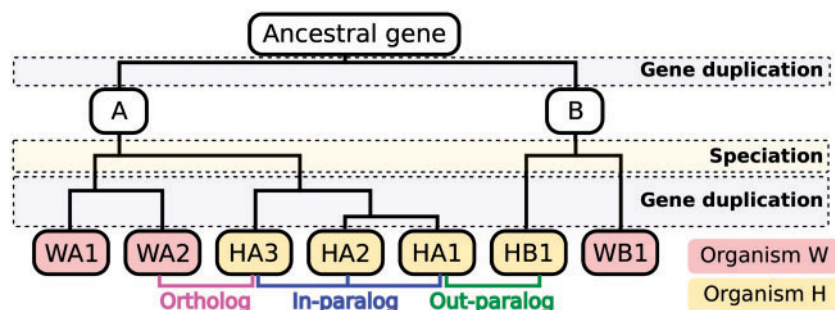 Ancestral gene
Gene duplication
A
B
Speciation
Gene duplication
WA1 WA2 HA3 HA2 HA1 HB1 WB1
Organism W
Ortholog In-paralog Out-paralog
Organism H